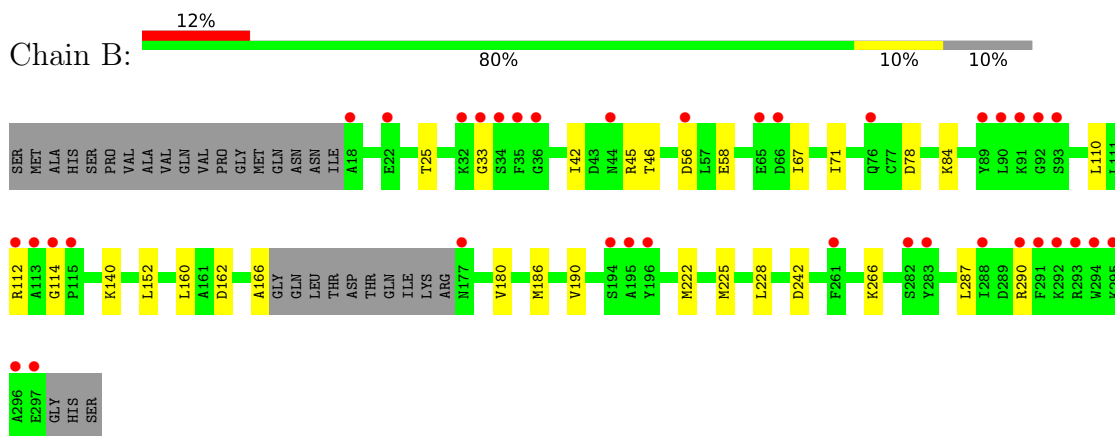 12%
Chain B:
80% 10% 10%
SER MET ALA HIS SER PRO VAL ALA VAL GLN VAL PRO GLY MET GLN ASN ASN ILE A18 E22 T25 K32 G33 S34 F35 G36 I42 D43 N44 R45 T46 D56 L57 E58 E65 D66 I67 I71 Q76 C77 D78 K84 Y89 L90 K91 G92 S93 L110 L111
R112 A113 G114 P115 K140 L152 L160 A161 D162 A166 GLY GLN LEU THR ASP THR GLN ILE LYS ARG N177 V180 M186 V190 S194 A195 Y196 M222 M225 L228 D242 F261 K266 S282 Y283 L287 I288 D289 R290 F291 K292 R293 W294 K295
A296 E297 GLY HIS SER